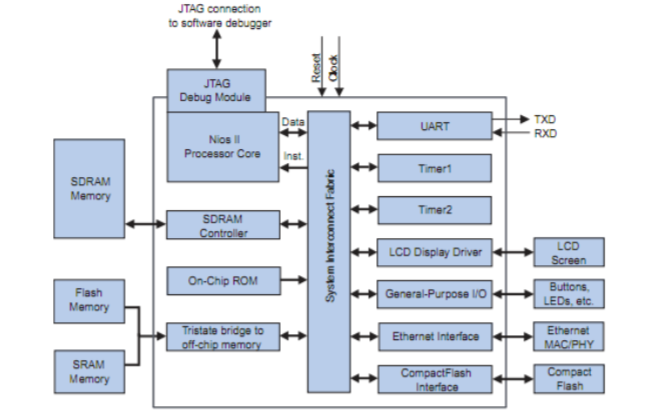 JTAG connection
to software debugger
Reset
Clock
JTAG
Debug Module
Nios II
Processor Core
Data
Inst.
System Interconnect Fabric
UART
TXD
RXD
Timer1
Timer2
SDRAM
Memory
SDRAM
Controller
LCD Display Driver
LCD
Screen
On-Chip ROM
General-Purpose I/O
Buttons,
LEDs, etc.
Flash
Memory
Tristate bridge to
off-chip memory
Ethernet Interface
Ethernet
MAC/PHY
SRAM
Memory
CompactFlash
Interface
Compact
Flash